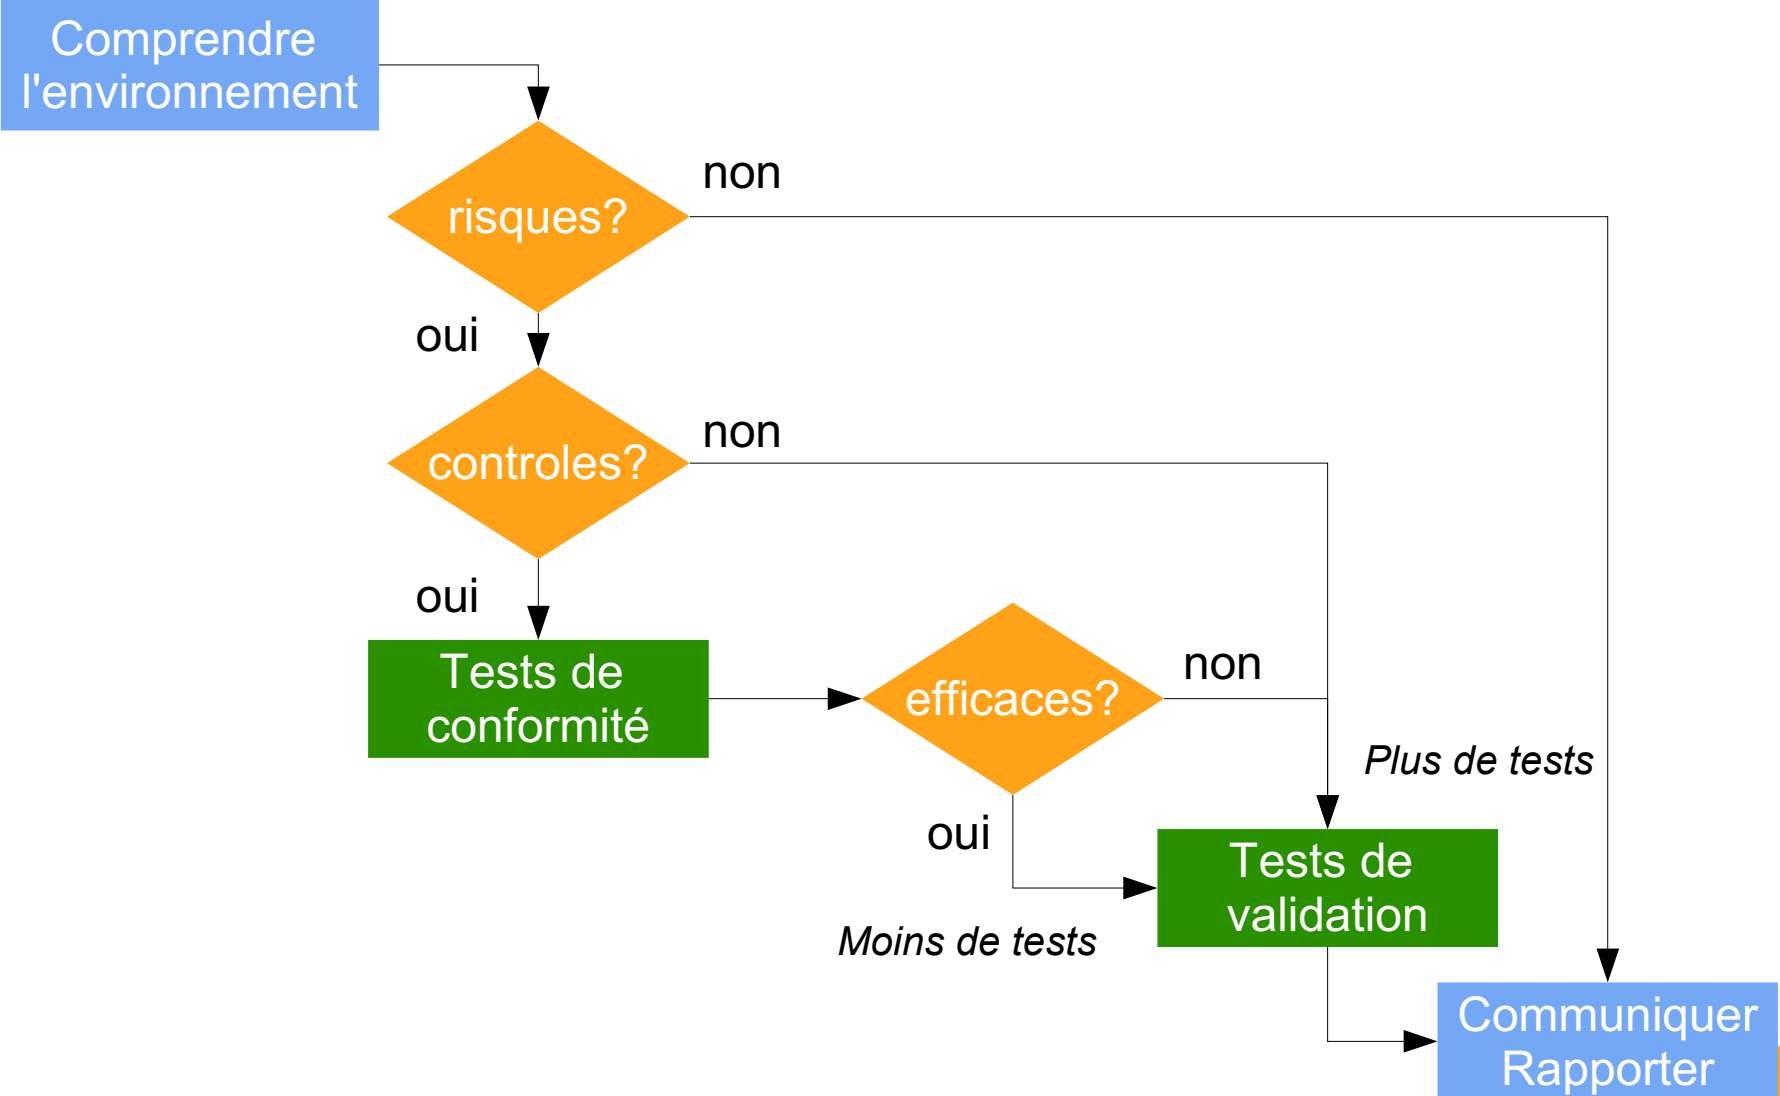 Comprendre
l'environnement
non
risques?
oui
non
controles?
oui
Tests de
conformité
efficaces?
non
Plus de tests
oui
Tests de
validation
Moins de tests
Communiquer
Rapporter